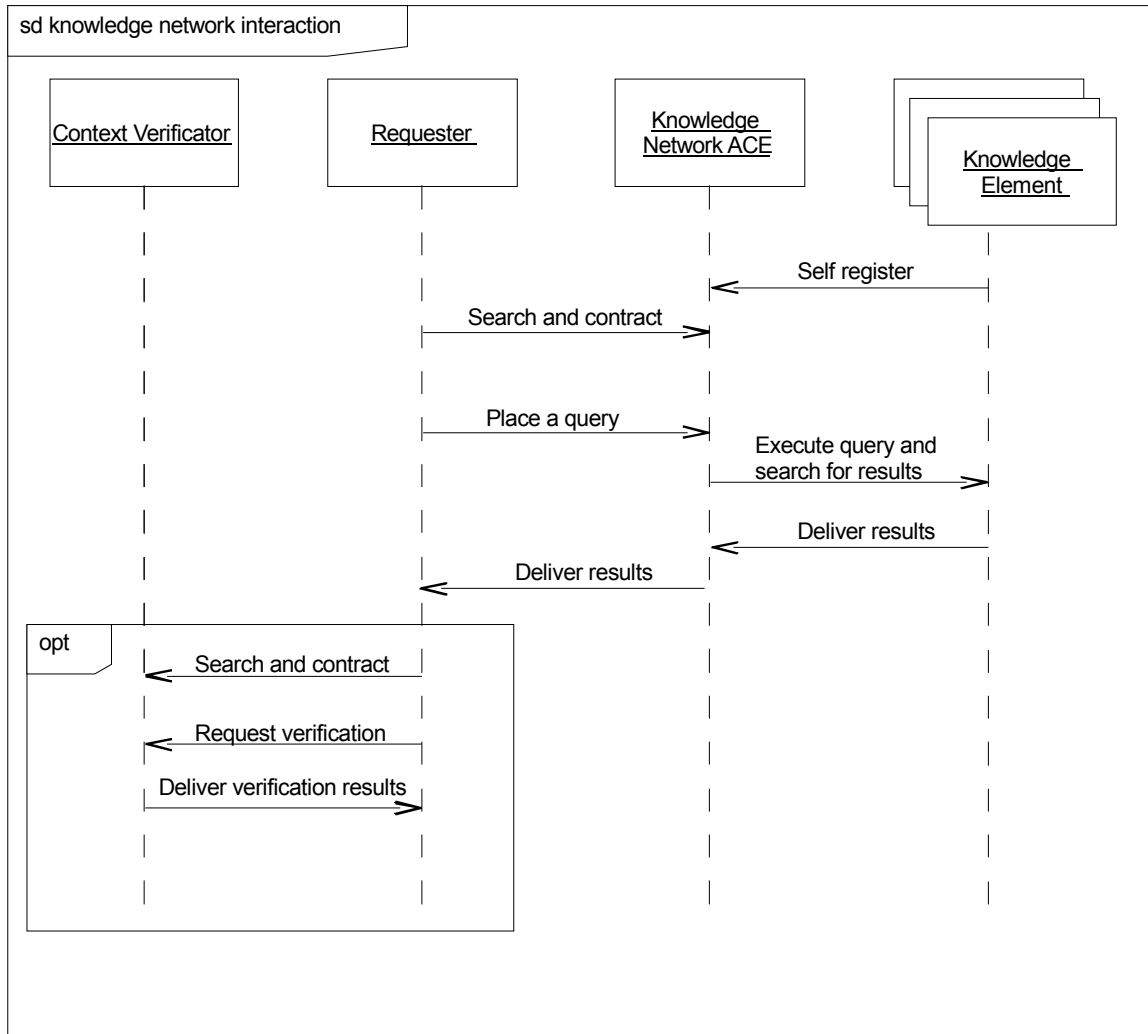 sd knowledge network interaction
Context Verificator
Requester
Knowledge
Network ACE
Knowledge
Element
Self register
Search and contract
Place a query
Execute query and
search for results
Deliver results
Deliver results
opt
Search and contract
Request verification
Deliver verification results